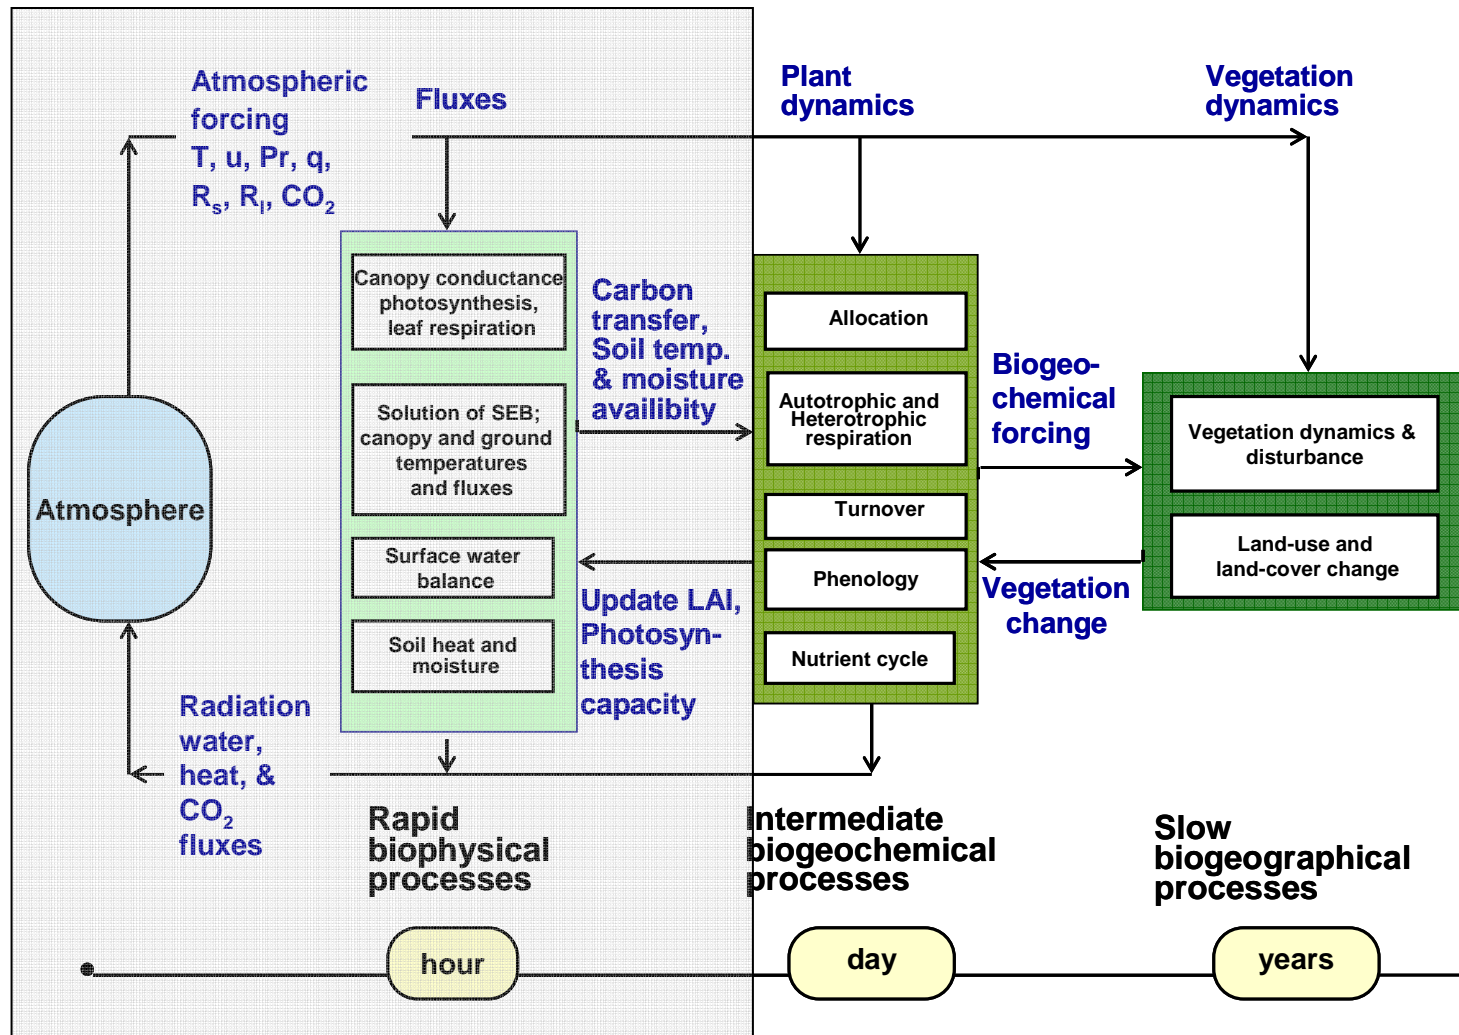 Atmospheric
forcing
T, u, Pr, q,
Rs, Rl, CO2
Fluxes
Plant
dynamics
Vegetation
dynamics
Canopy conductance
photosynthesis,
leaf respiration
Solution of SEB;
canopy and ground
temperatures
and fluxes
Surface water
balance
Soil heat and
moisture
Carbon
transfer,
Soil temp.
& moisture
availibity
Update LAI,
Photosyn-
thesis
capacity
Allocation
Autotrophic and
Heterotrophic
respiration
Turnover
Phenology
Nutrient cycle
Biogeo-
chemical
forcing
Vegetation
change
Vegetation dynamics &
disturbance
Land-use and
land-cover change
Atmosphere
Radiation
water,
heat, &
CO2
fluxes
Rapid
biophysical
processes
Intermediate
biogeochemical
processes
Slow
biogeographical
processes
hour
day
years